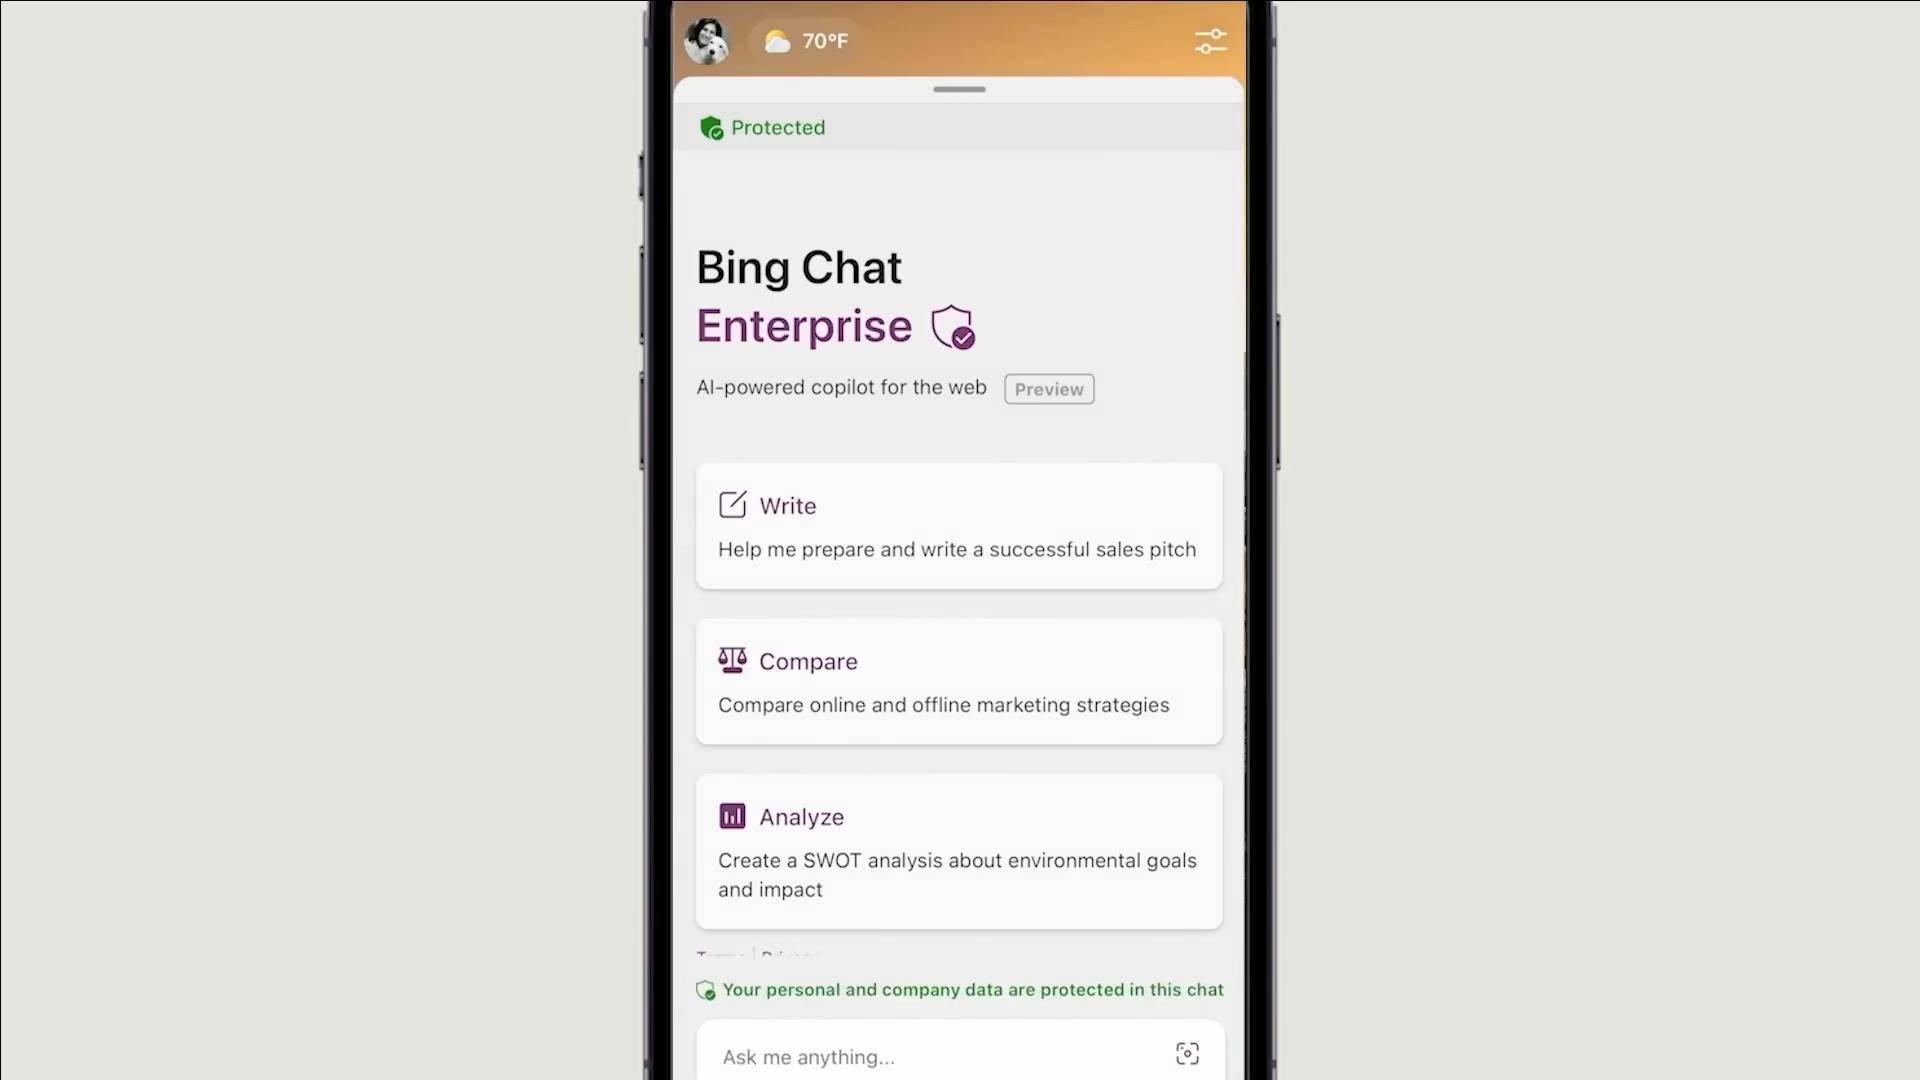 70°F
Protected
Bing Chat
Enterprise
AI-powered copilot for the web Preview
Write
Help me prepare and write a successful sales pitch
Compare
Compare online and offline marketing strategies
Analyze
Create a SWOT analysis about environmental goals
and impact
Your personal and company data are protected in this chat
Ask me anything...